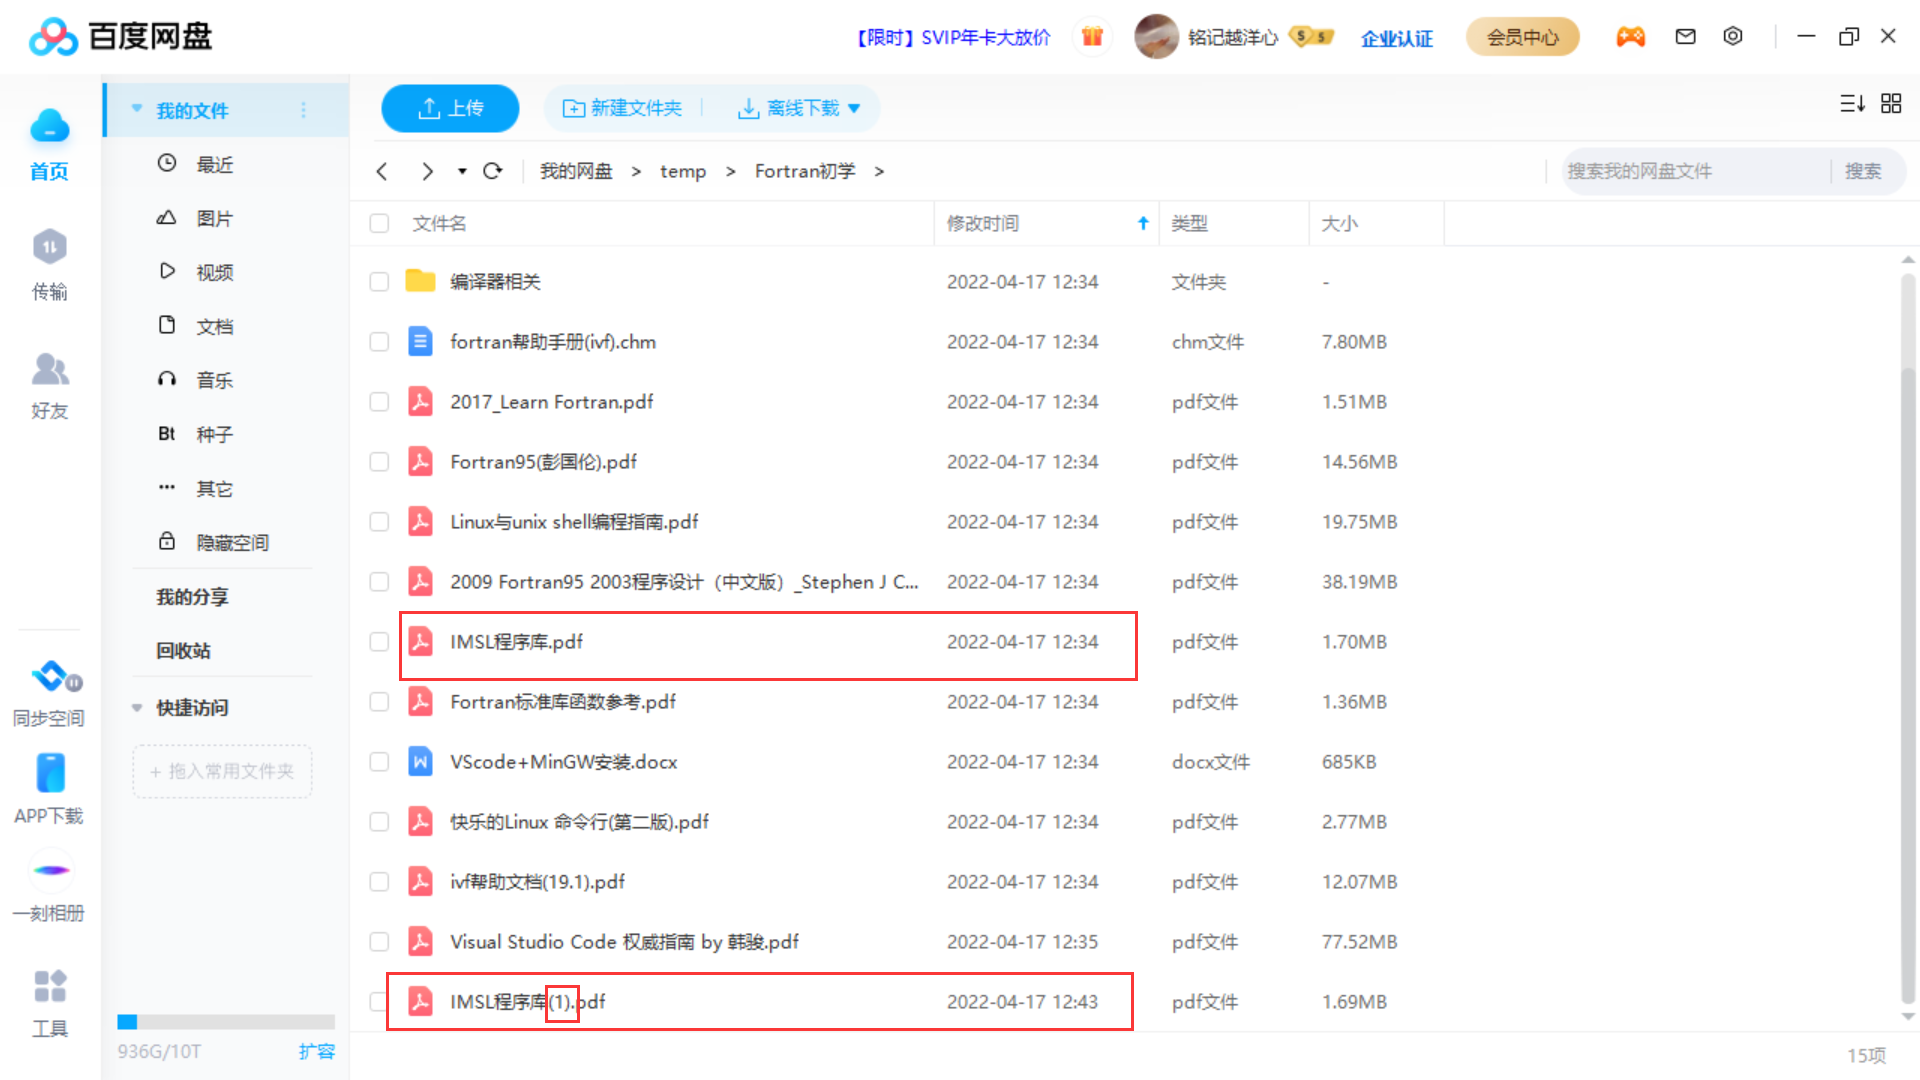 百度网盘
【限时】SVIP年卡大放价
铭记越洋心
S 5
企业认证
会员中心
首页
传输
好友
同步空间
APP下载
一刻相册
工具
我的文件
最近
图片
视频
文档
音乐
Bt 种子
其它
隐藏空间
我的分享
回收站
快捷访问
+ 拖入常用文件夹
936G/10T 扩容
上传 新建文件夹 离线下载
我的网盘 > temp > Fortran初学 >
搜索我的网盘文件 搜索
文件名 修改时间 类型 大小
编译器相关 2022-04-17 12:34 文件夹 -
fortran帮助手册(ivf).chm 2022-04-17 12:34 chm文件 7.80MB
2017_Learn Fortran.pdf 2022-04-17 12:34 pdf文件 1.51MB
Fortran95(彭国伦).pdf 2022-04-17 12:34 pdf文件 14.56MB
Linux与unix shell编程指南.pdf 2022-04-17 12:34 pdf文件 19.75MB
2009 Fortran95 2003程序设计（中文版）_Stephen J C... 2022-04-17 12:34 pdf文件 38.19MB
IMSL程序库.pdf 2022-04-17 12:34 pdf文件 1.70MB
Fortran标准库函数参考.pdf 2022-04-17 12:34 pdf文件 1.36MB
W VScode+MinGW安装.docx 2022-04-17 12:34 docx文件 685KB
快乐的Linux 命令行(第二版).pdf 2022-04-17 12:34 pdf文件 2.77MB
ivf帮助文档(19.1).pdf 2022-04-17 12:34 pdf文件 12.07MB
Visual Studio Code 权威指南 by 韩骏.pdf 2022-04-17 12:35 pdf文件 77.52MB
IMSL程序库(1).pdf 2022-04-17 12:43 pdf文件 1.69MB
15项